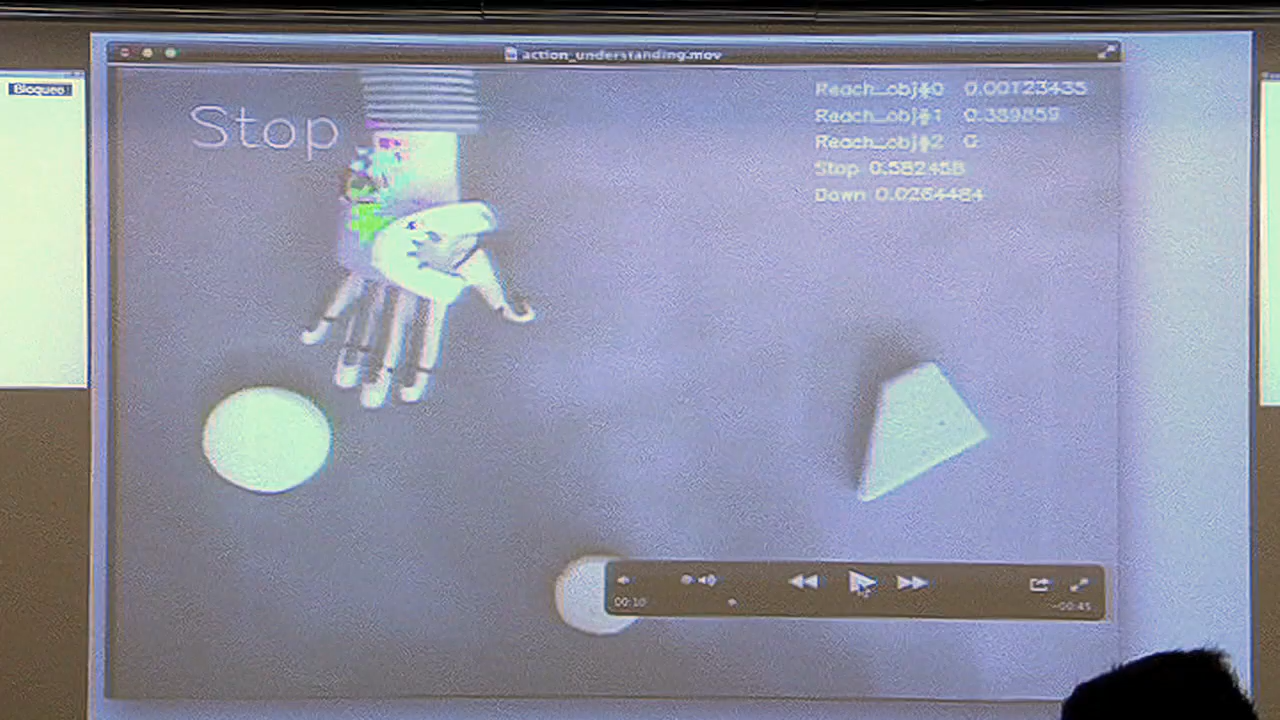 action_understanding.mov
Bloqueo
Stop
Reach_obj#0 0.00123435
Reach_obj#1 0.389859
Reach_obj#2 0
Stop 0.582458
Down 0.0264484
00:10
-00:45